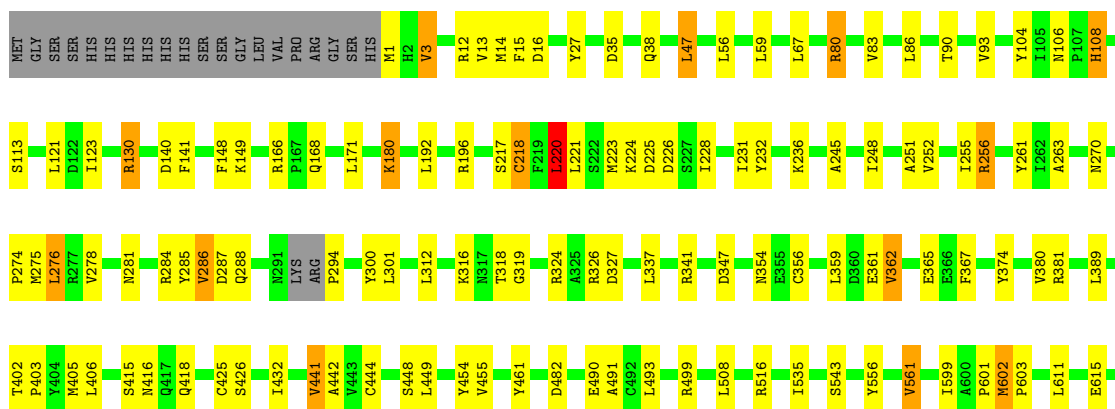 MET GLY SER SER HIS HIS HIS HIS HIS HIS SER SER GLY LEU VAL PRO ARG GLY SER HIS M1 H2 V3 R12 V13 M14 F15 D16 Y27 D35 Q38 L47 L56 L59 L67 R80 V83 L86 T90 V93 Y104 I105 N106 P107 H108
S113 L121 D122 I123 R130 D140 F141 F148 K149 R166 P167 Q168 L171 K180 L192 R196 S217 C218 F219 L220 L221 S222 M223 K224 D225 D226 S227 I228 I231 Y232 K236 A245 I248 A251 V252 I255 R256 Y261 I262 A263 N270
P274 M275 L276 R277 V278 N281 R284 Y285 V286 D287 Q288 N291 LYS ARG P294 Y300 L301 L312 K316 N317 T318 G319 R324 A325 R326 D327 L337 R341 D347 N354 E355 C356 L359 D360 E361 V362 E365 E366 F367 Y374 V380 R381 L389
T402 P403 Y404 M405 L406 S415 N416 Q417 Q418 C425 S426 I432 V441 A442 V443 C444 S448 L449 Y454 V455 Y461 D482 E490 A491 C492 L493 R499 L508 R516 I535 S543 Y556 V561 I599 A600 P601 M602 P603 L611 E615